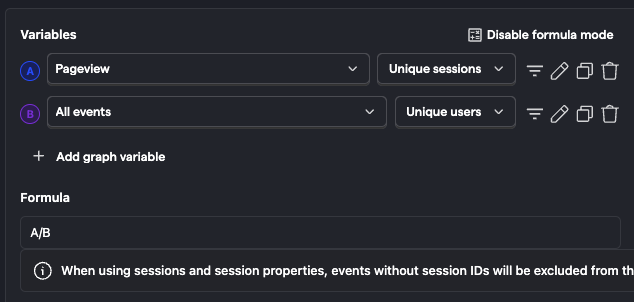 Variables
Disable formula mode
A Pageview Unique sessions
B All events Unique users
+ Add graph variable
Formula
A/B
When using sessions and session properties, events without session IDs will be excluded from th